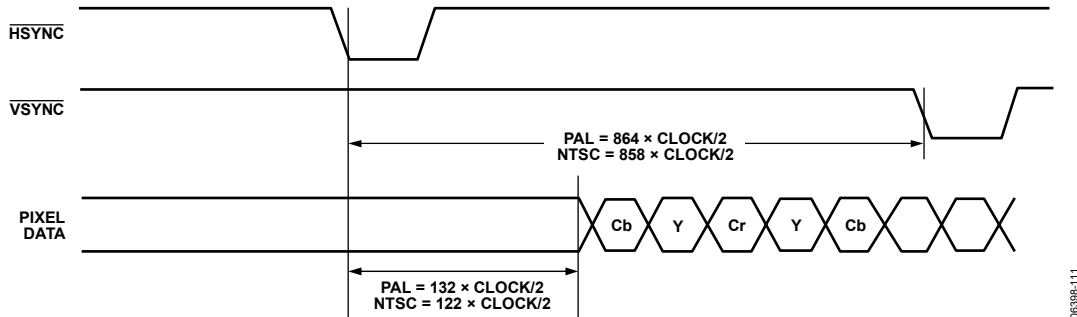 HSYNC
VSYNC
PAL = 864 × CLOCK/2
NTSC = 858 × CLOCK/2
PIXEL
DATA
Cb Y Cr Y Cb
PAL = 132 × CLOCK/2
NTSC = 122 × CLOCK/2
06398-111